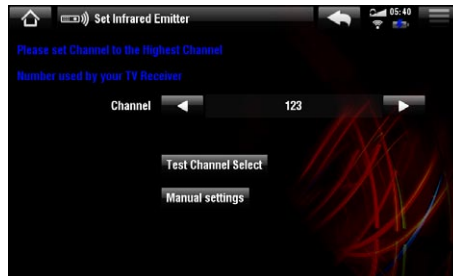 Set Infrared Emitter
05:40
Please set Channel to the Highest Channel
Number used by your TV Receiver
Channel
123
Test Channel Select
Manual settings